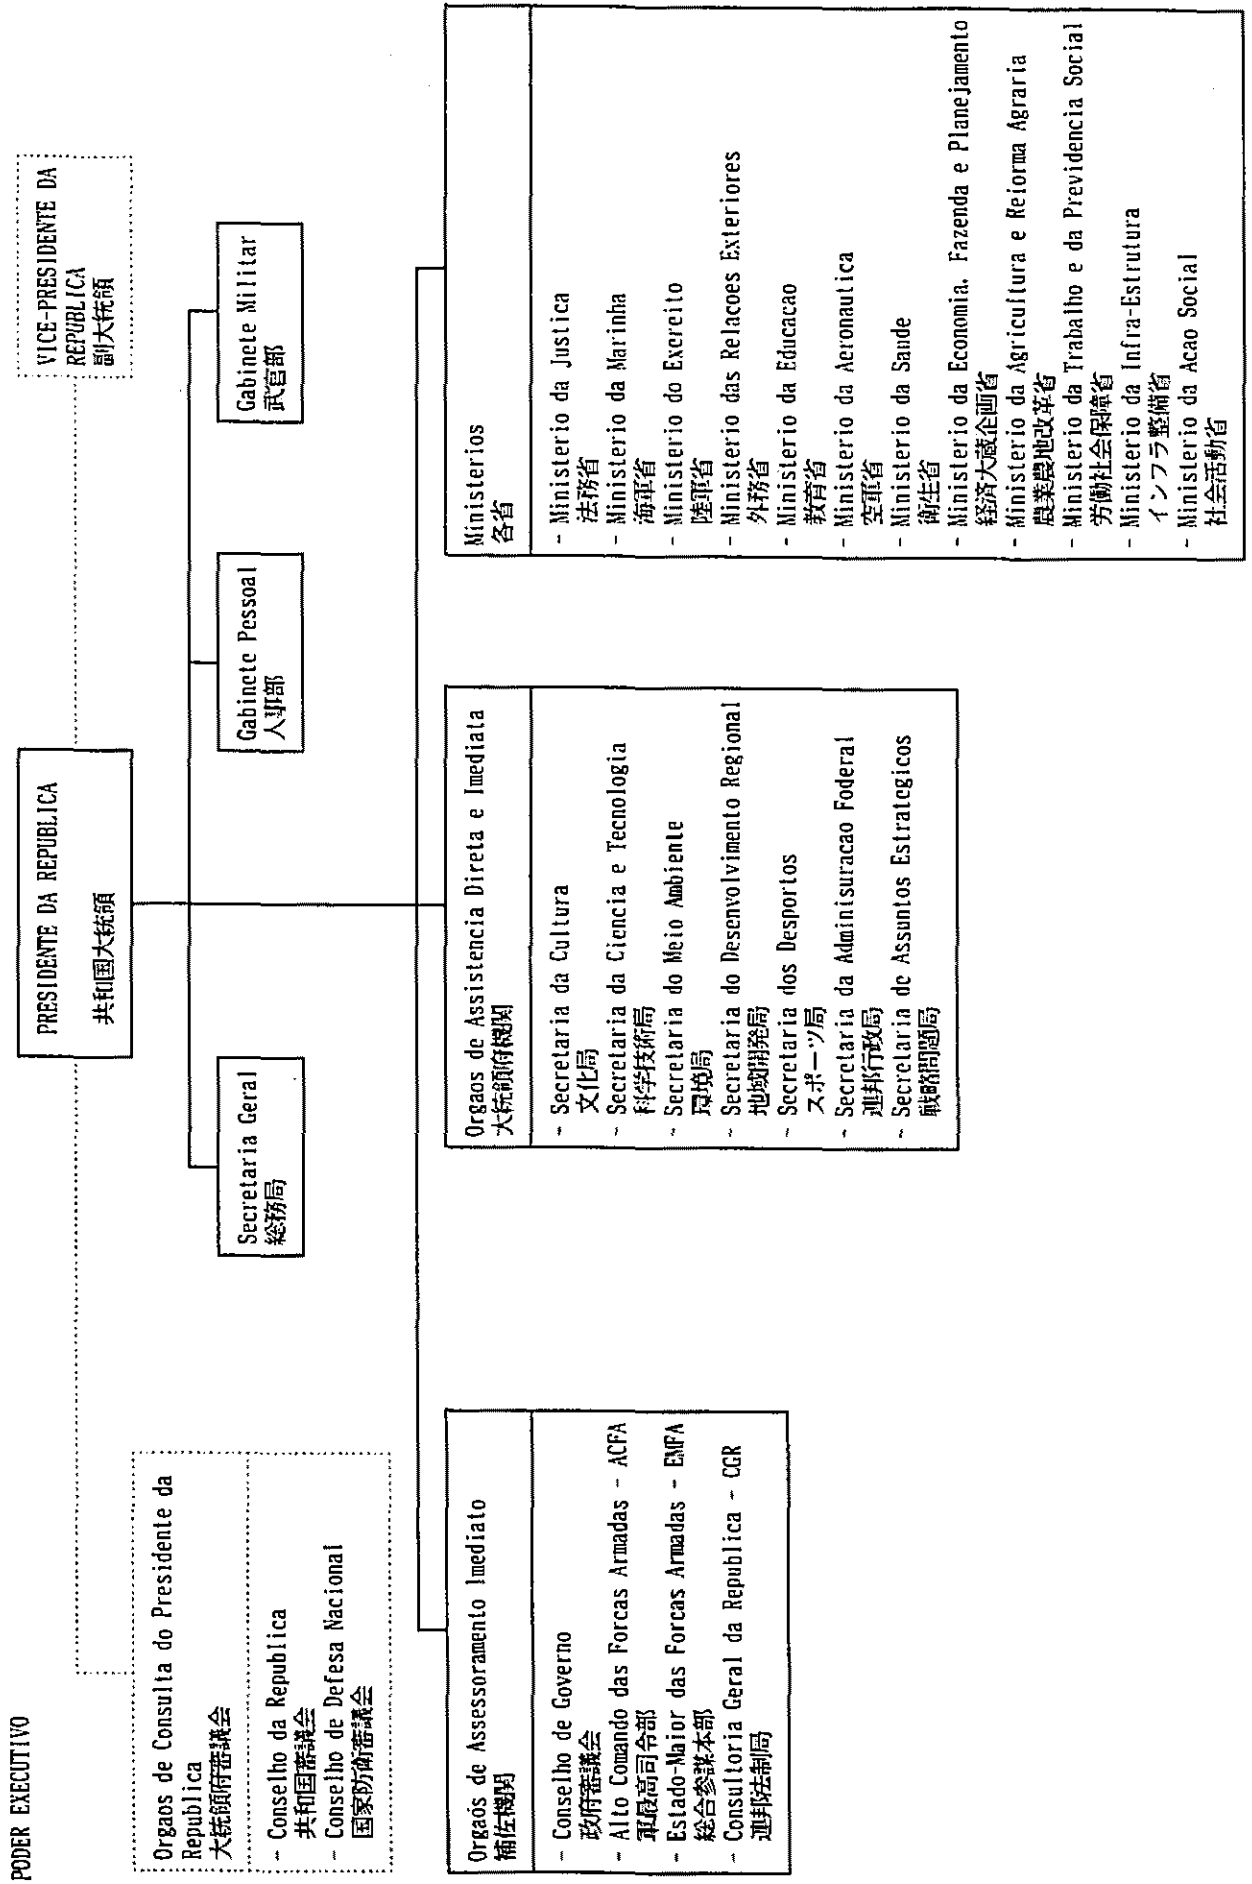 PODER EXECUTIVO
PRESIDENTE DA REPUBLICA
共和国大統領
VICE-PRESIDENTE DA
REPUBLICA
副大統領
Orgaos de Consulta do Presidente da
Republica
大統領府審議会
- Conselho da Republica
共和国審議会
- Conselho de Defesa Nacional
国家防衛審議会
Secretaria Geral
総務局
Gabinete Pessoal
人事部
Gabinete Militar
武官部
Orgaos de Assessoramento Imediato
補佐機関
- Conselho de Governo
政府審議会
- Alto Comando das Forcas Armadas - ACFA
軍最高司令部
- Estado-Maior das Forcas Armadas - EMFA
総合参謀本部
- Consultoria Geral da Republica - CGR
連邦法制局
Orgaos de Assistencia Direta e Imediata
大統領府機関
- Secretaria da Cultura
文化局
- Secretaria da Ciencia e Tecnologia
科学技術局
- Secretaria do Meio Ambiente
環境局
- Secretaria do Desenvolvimento Regional
地域開発局
- Secretaria dos Desportos
スポーツ局
- Secretaria da Adminisuracao Foderal
連邦行政局
- Secretaria de Assuntos Estrategicos
戦略問題局
Ministerios
各省
- Ministerio da Justica
法務省
- Ministerio da Marinha
海軍省
- Ministerio do Exereito
陸軍省
- Ministerio das Relacoes Exteriores
外務省
- Ministerio da Educacao
教育省
- Ministerio da Aeronautica
空軍省
- Ministerio da Saude
衛生省
- Ministerio da Economia. Fazenda e Planejamento
経済大蔵企画省
- Ministerio da Agricultura e Reiorma Agraria
農業農地改革省
- Ministerio da Trabalho e da Previdencia Social
労働社会保障省
- Ministerio da Infra-Estrutura
インフラ整備省
- Ministerio da Acao Social
社会活動省